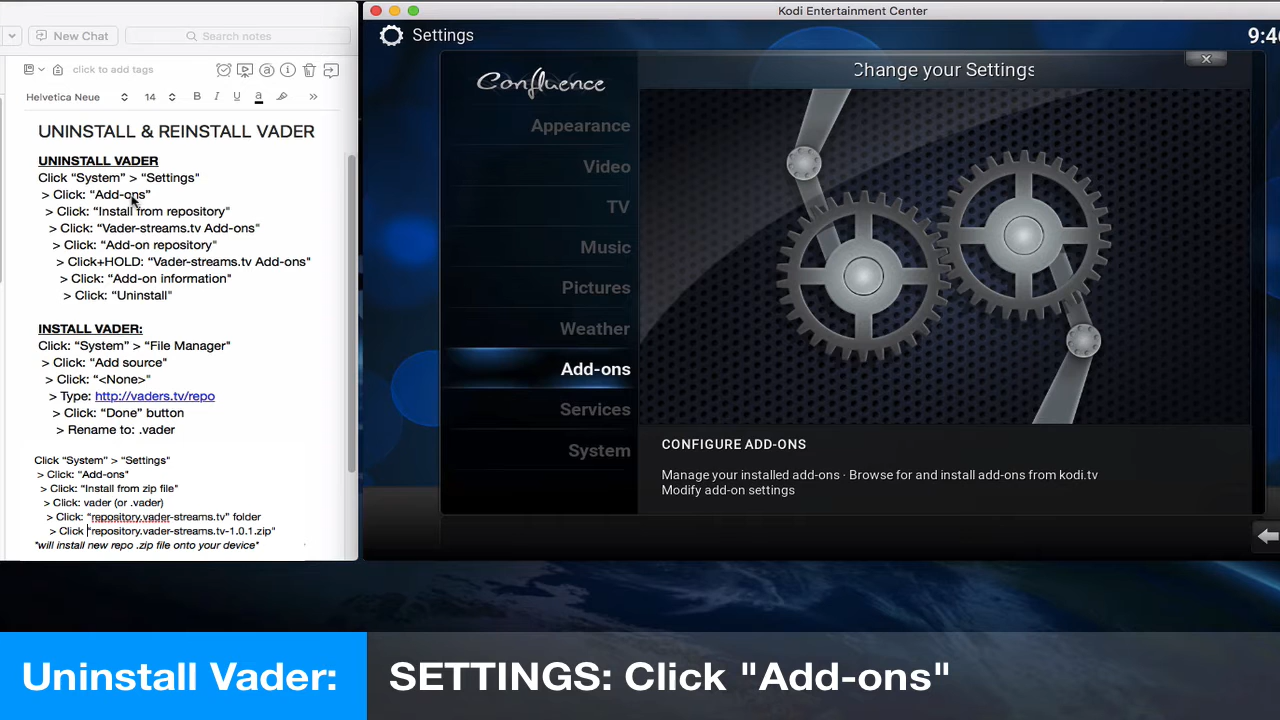 New Chat
Search notes
click to add tags
Helvetica Neue
14
B I U a
UNINSTALL & REINSTALL VADER
UNINSTALL VADER
Click “System” > “Settings”
> Click: “Add-ons”
> Click: “Install from repository”
> Click: “Vader-streams.tv Add-ons”
> Click: “Add-on repository”
> Click+HOLD: “Vader-streams.tv Add-ons”
> Click: “Add-on information”
> Click: “Uninstall”
INSTALL VADER:
Click: “System” > “File Manager”
> Click: “Add source”
> Click: “<None>”
> Type: http://vaders.tv/repo
> Click: “Done” button
> Rename to: .vader
Click “System” > “Settings”
> Click: “Add-ons”
> Click: “Install from zip file”
> Click: vader (or .vader)
> Click: “repository.vader-streams.tv” folder
> Click “repository.vader-streams.tv-1.0.1.zip”
*will install new repo .zip file onto your device*
Kodi Entertainment Center
Settings
9:46
Confluence
Change your Settings
Appearance
Video
TV
Music
Pictures
Weather
Add-ons
Services
System
CONFIGURE ADD-ONS
Manage your installed add-ons · Browse for and install add-ons from kodi.tv
Modify add-on settings
Uninstall Vader:
SETTINGS: Click "Add-ons"